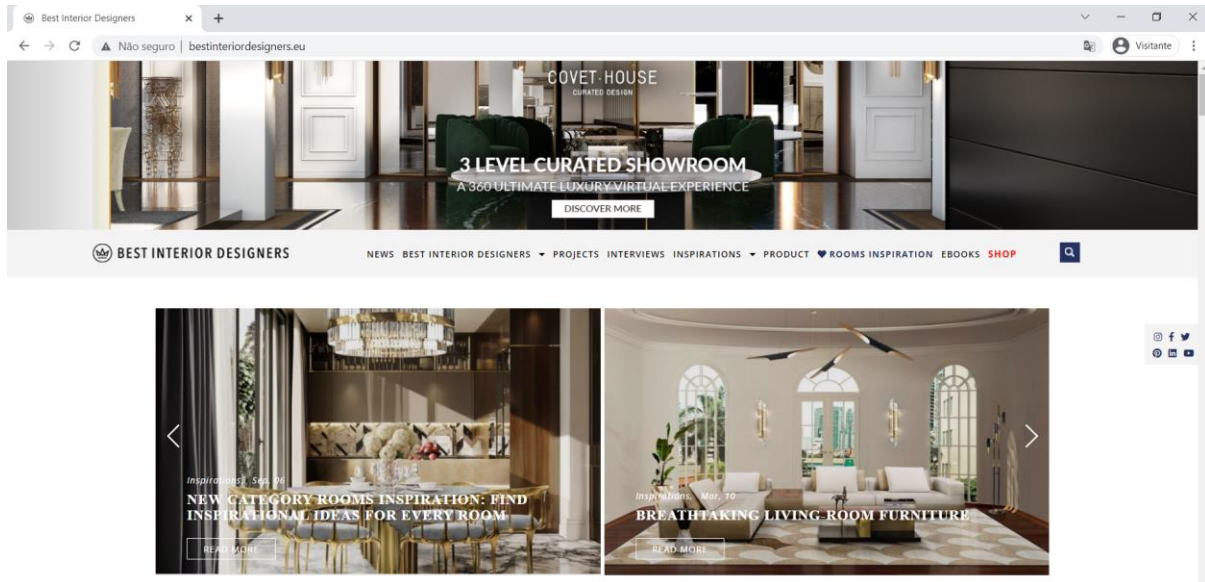 Best Interior Designers
Não seguro | bestinteriordesigners.eu
Visitante
COVET HOUSE
CURATED DESIGN
3 LEVEL CURATED SHOWROOM
A 360 ULTIMATE LUXURY VIRTUAL EXPERIENCE
DISCOVER MORE
BEST INTERIOR DESIGNERS
NEWS BEST INTERIOR DESIGNERS PROJECTS INTERVIEWS INSPIRATIONS PRODUCT ROOMS INSPIRATION EBOOKS SHOP
Inspirations, Sep, 06
NEW CATEGORY ROOMS INSPIRATION: FIND
INSPIRATIONAL IDEAS FOR EVERY ROOM
READ MORE
Inspirations, Mar, 10
BREATHTAKING LIVING ROOM FURNITURE
READ MORE